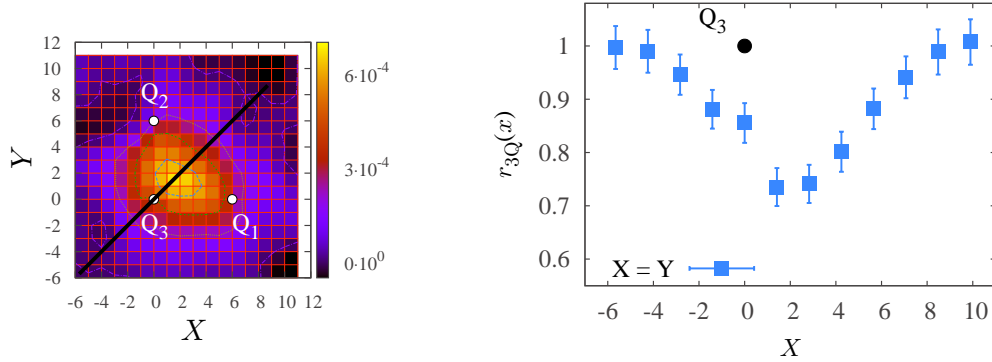 12
10
8
6
4
2
0
-2
-4
-6
Y
-6 -4 -2 0 2 4 6 8 10 12
X
Q2
Q3
Q1
6·10⁻⁴
3·10⁻⁴
0·10⁰
1
0.9
0.8
0.7
0.6
r3Q(x)
Q3
X = Y
-6 -4 -2 0 2 4 6 8 10
X